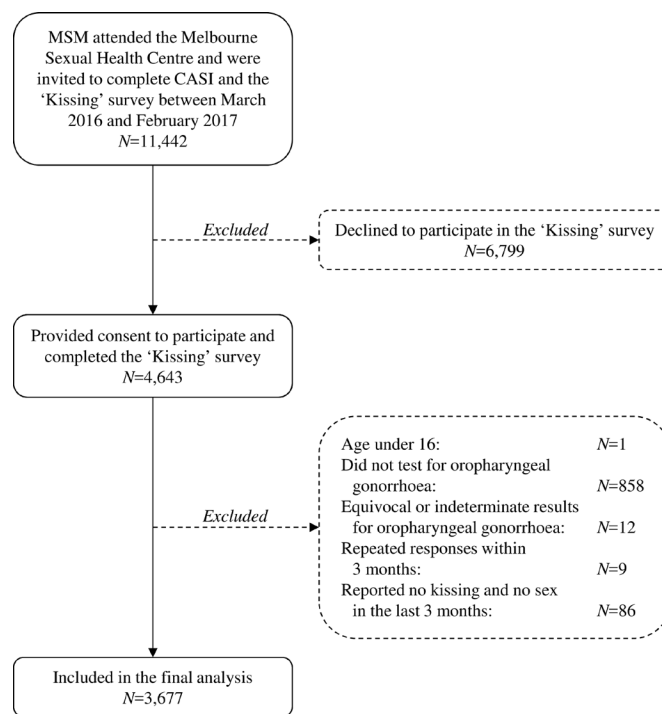 MSM attended the Melbourne
Sexual Health Centre and were
invited to complete CASI and the
‘Kissing’ survey between March
2016 and February 2017
N=11,442
Excluded
Declined to participate in the ‘Kissing’ survey
N=6,799
Provided consent to participate and
completed the ‘Kissing’ survey
N=4,643
Excluded
Age under 16: N=1
Did not test for oropharyngeal
gonorrhoea: N=858
Equivocal or indeterminate results
for oropharyngeal gonorrhoea: N=12
Repeated responses within
3 months: N=9
Reported no kissing and no sex
in the last 3 months: N=86
Included in the final analysis
N=3,677